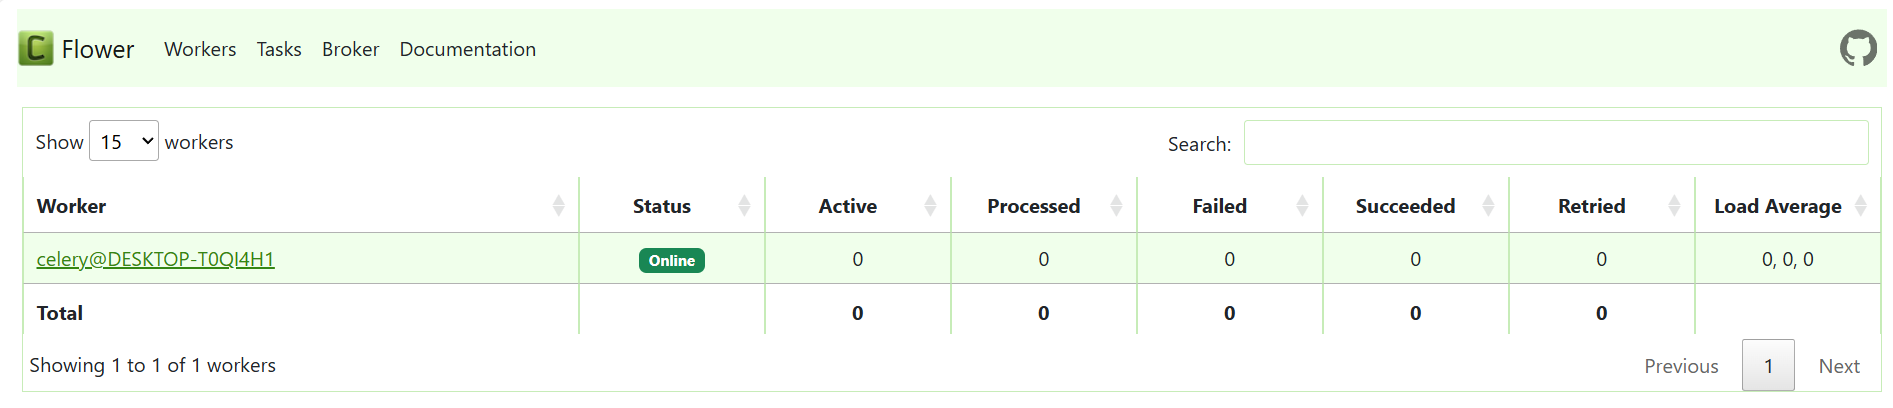 Flower Workers Tasks Broker Documentation
Show 15 workers Search:
Worker Status Active Processed Failed Succeeded Retried Load Average
celery@DESKTOP-T0QI4H1 Online 0 0 0 0 0 0, 0, 0
Total 0 0 0 0 0
Showing 1 to 1 of 1 workers Previous 1 Next